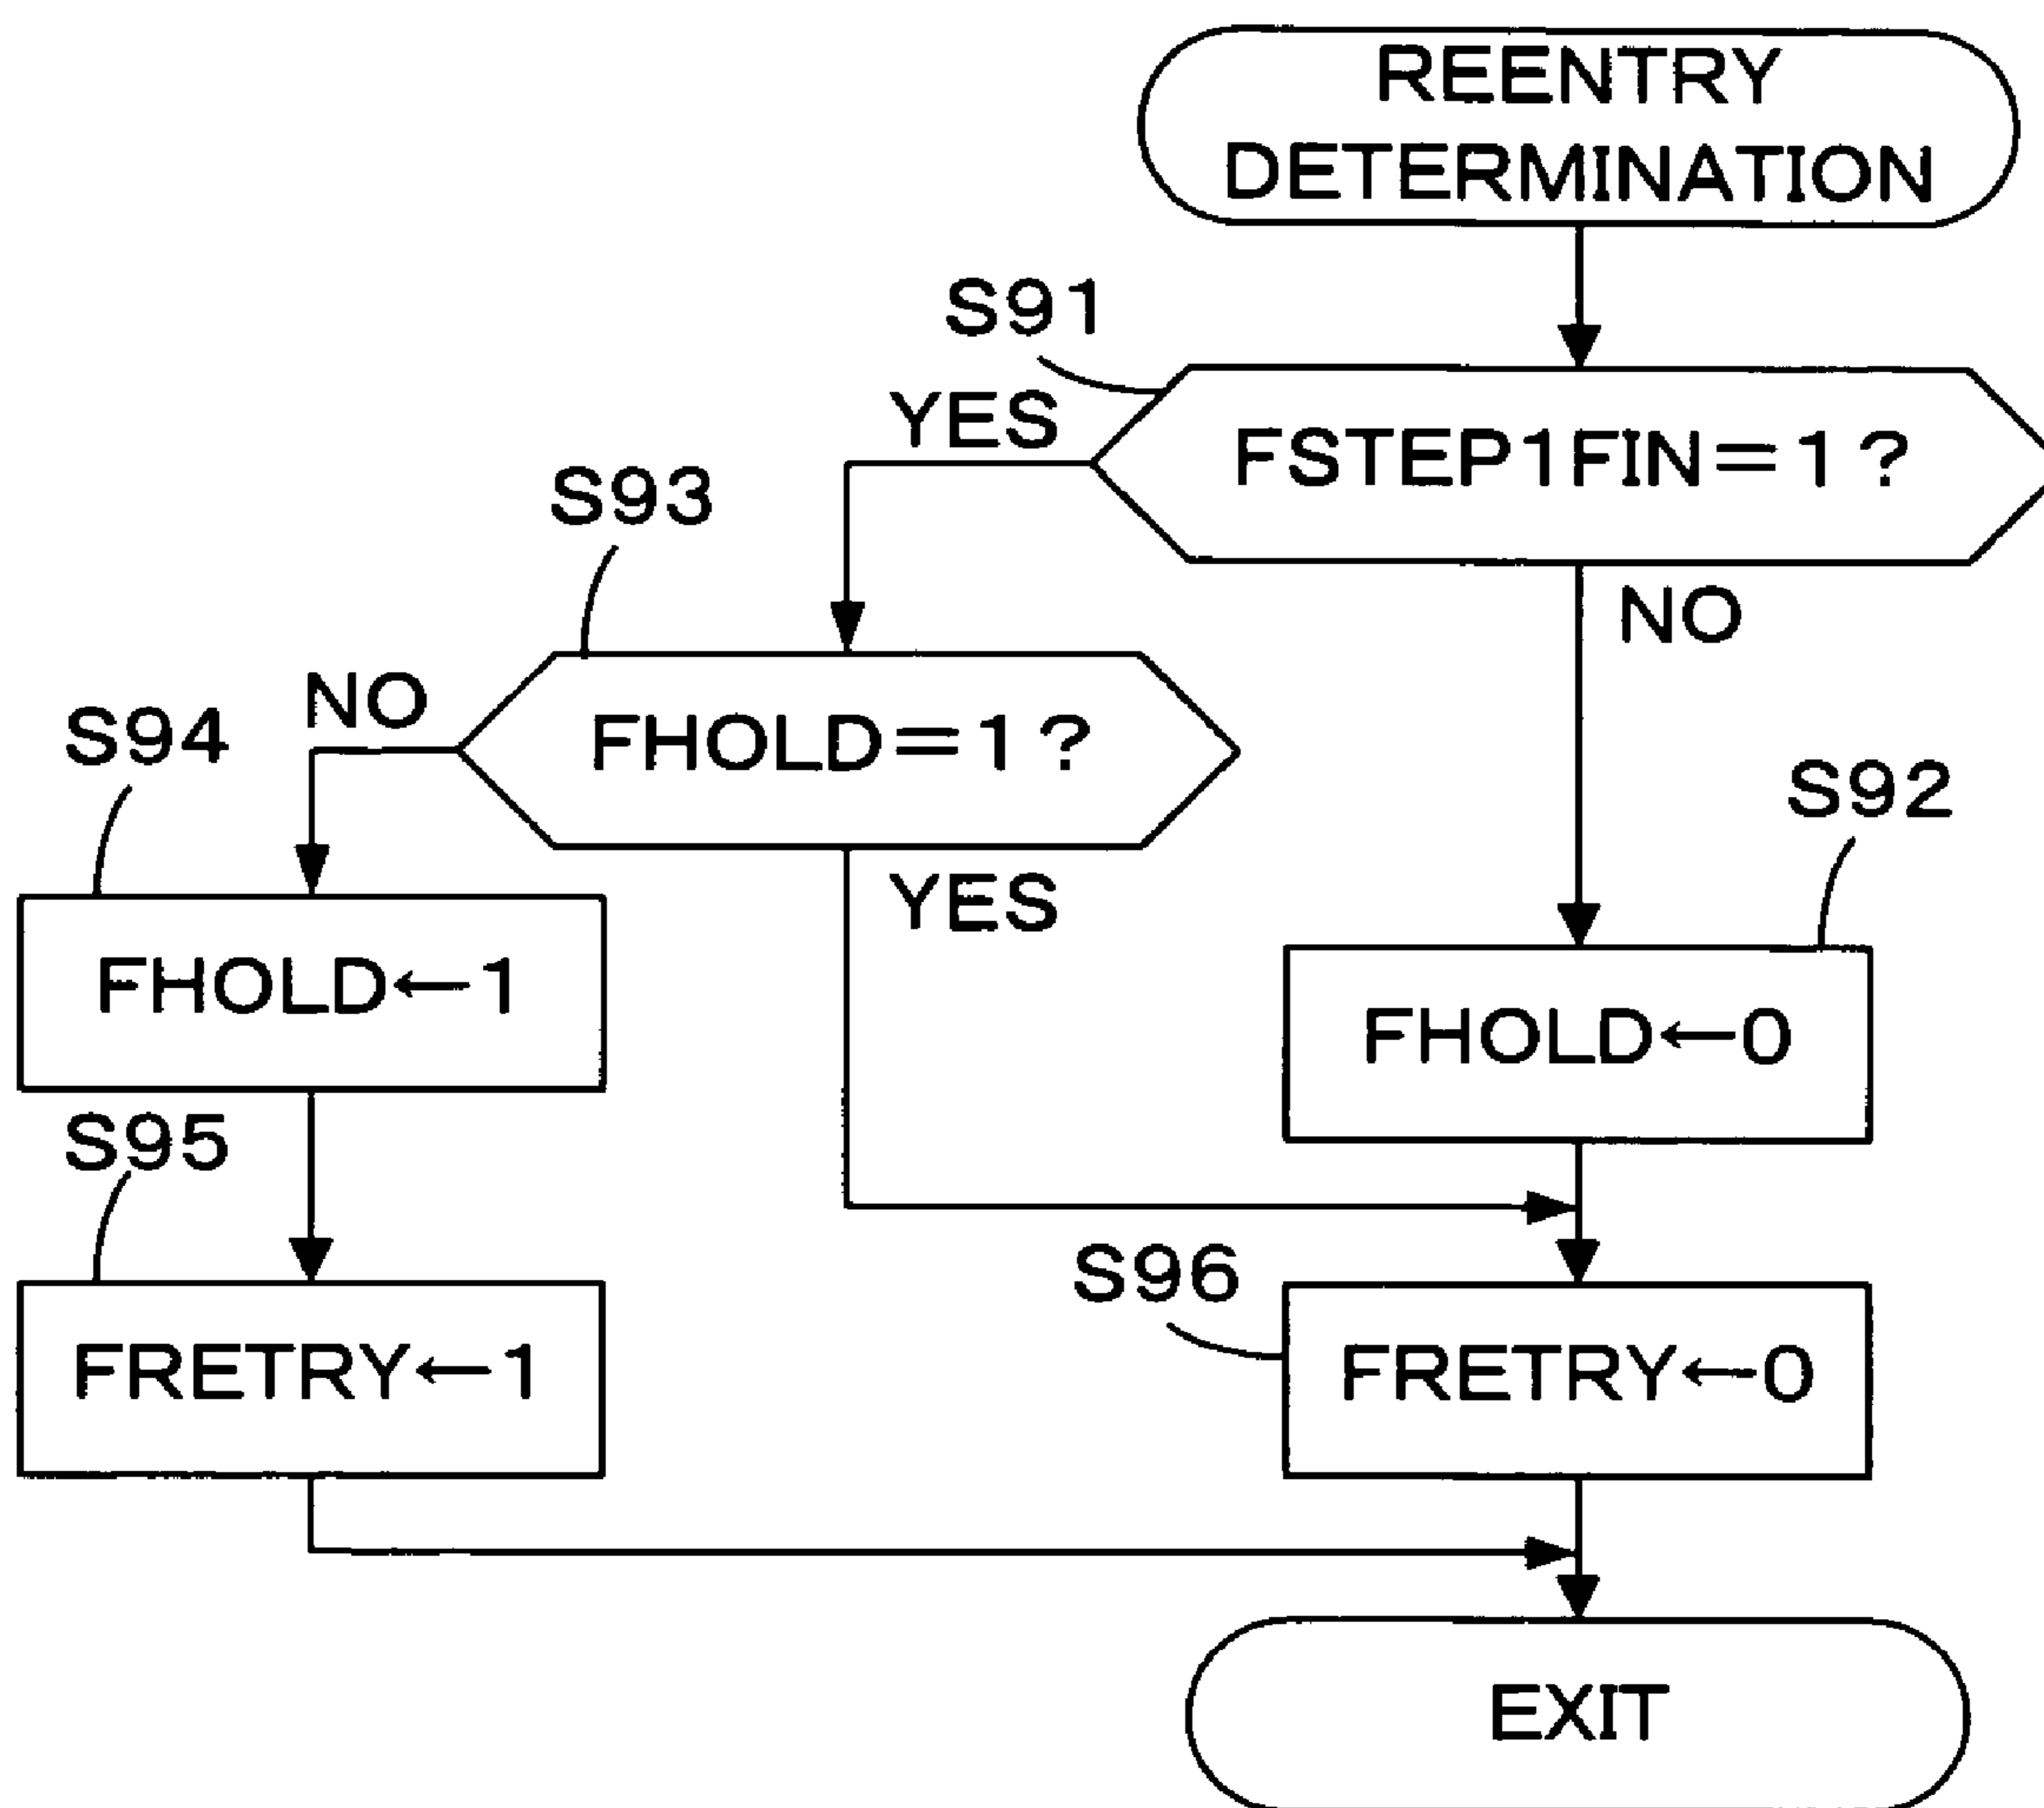 REENTRY
DETERMINATION
S91
YES
FSTEP1FIN=1?
S93
NO
NO
S94
FHOLD=1?
S92
YES
FHOLD←1
FHOLD←0
S95
S96
FRETRY←1
FRETRY←0
EXIT